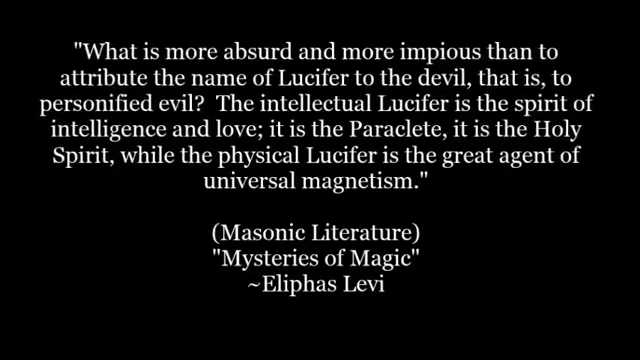 "What is more absurd and more impious than to
attribute the name of Lucifer to the devil, that is, to
personified evil?  The intellectual Lucifer is the spirit of
intelligence and love; it is the Paraclete, it is the Holy
Spirit, while the physical Lucifer is the great agent of
universal magnetism."
(Masonic Literature)
"Mysteries of Magic"
~Eliphas Levi